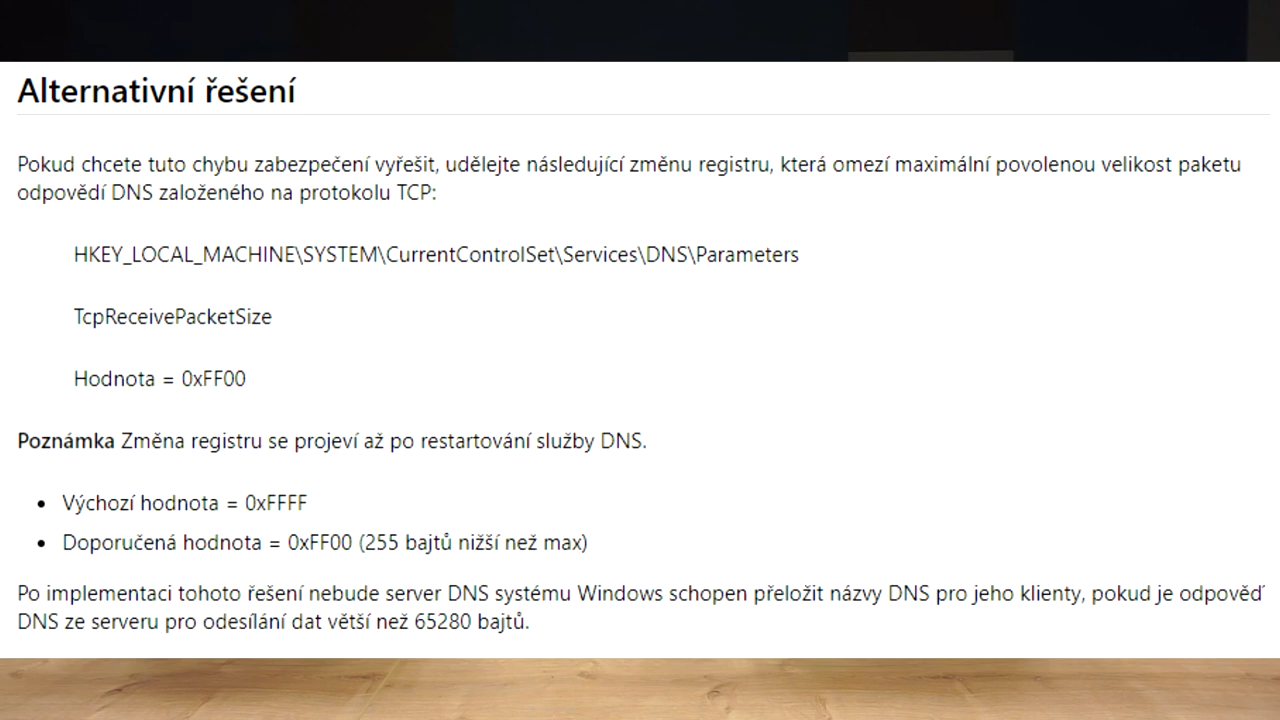 Alternativní řešení
Pokud chcete tuto chybu zabezpečení vyřešit, udělejte následující změnu registru, která omezí maximální povolenou velikost paketu
odpovědí DNS založeného na protokolu TCP:
HKEY_LOCAL_MACHINE\SYSTEM\CurrentControlSet\Services\DNS\Parameters
TcpReceivePacketSize
Hodnota = 0xFF00
Poznámka Změna registru se projeví až po restartování služby DNS.
• Výchozí hodnota = 0xFFFF
• Doporučená hodnota = 0xFF00 (255 bajtů nižší než max)
Po implementaci tohoto řešení nebude server DNS systému Windows schopen přeložit názvy DNS pro jeho klienty, pokud je odpověď
DNS ze serveru pro odesílání dat větší než 65280 bajtů.